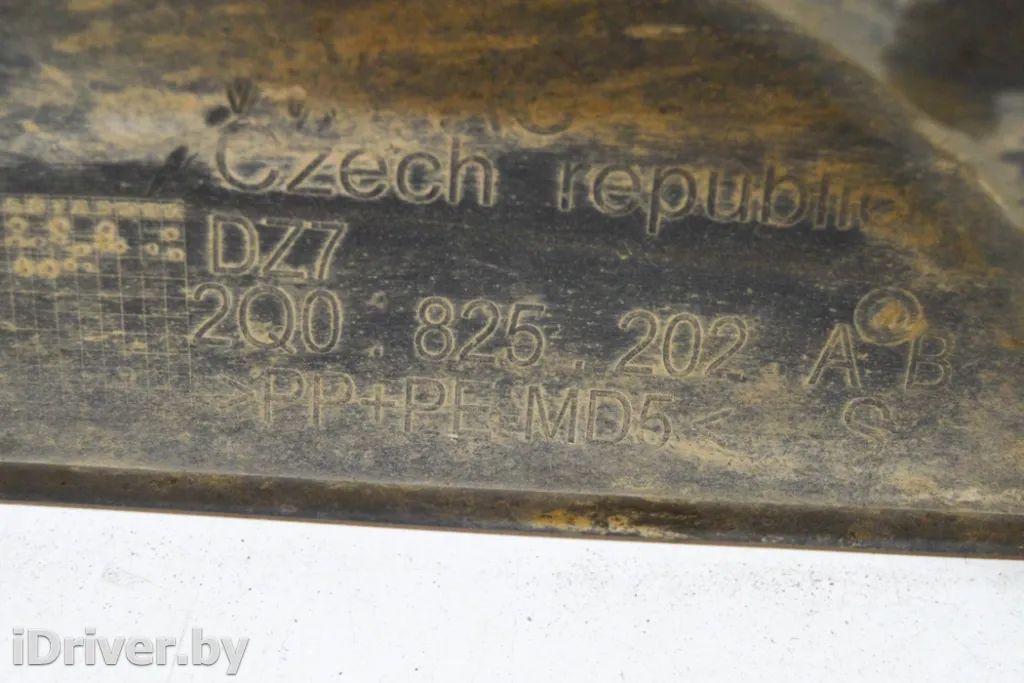 Czech republic
DZ7
2Q0.825.202 A B
>PP+PE MD5< S
iDriver.by